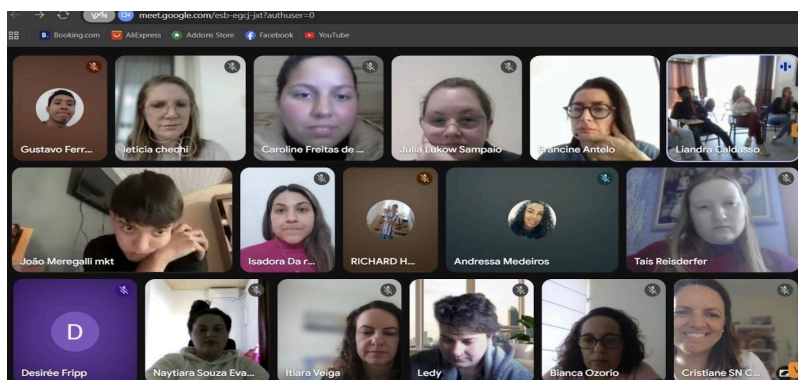 VPN meet.google.com/esb-egcj-jxt?authuser=0
B. Booking.com AliExpress Addons Store Facebook YouTube
Gustavo Ferr... leticia chechi Caroline Freitas de ... Júlia Lukow Sampaio Francine Antelo Liandra Caldasso
João Meregalli mkt Isadora Da r... RICHARD H... Andressa Medeiros Taís Reisderfer
D
Desirée Fripp Naytiara Souza Eva... Itiara Veiga Ledy Bianca Ozorio Cristiane SN C...